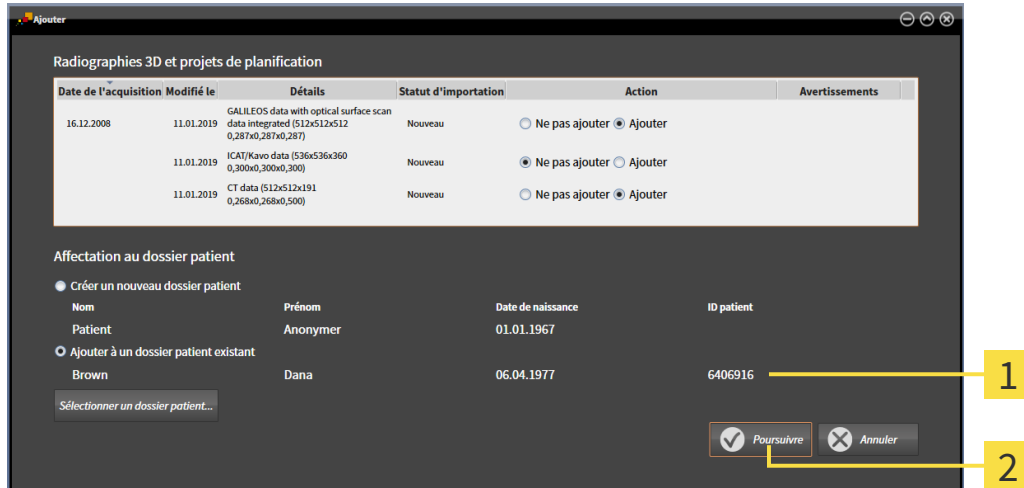 Ajouter
Radiographies 3D et projets de planification
Date de l'acquisition Modifié le Détails Statut d'importation Action Avertissements
GALILEOS data with optical surface scan
16.12.2008 11.01.2019 data integrated (512x512x512 Nouveau Ne pas ajouter Ajouter
0,287x0,287x0,287)
11.01.2019 ICAT/Kavo data (536x536x360 Nouveau Ne pas ajouter Ajouter
0,300x0,300x0,300)
11.01.2019 CT data (512x512x191 Nouveau Ne pas ajouter Ajouter
0,268x0,268x0,500)
Affectation au dossier patient
Créer un nouveau dossier patient
Nom Prénom Date de naissance ID patient
Patient Anonymer 01.01.1967
Ajouter à un dossier patient existant
Brown Dana 06.04.1977 6406916 1
Sélectionner un dossier patient...
Poursuivre Annuler
2